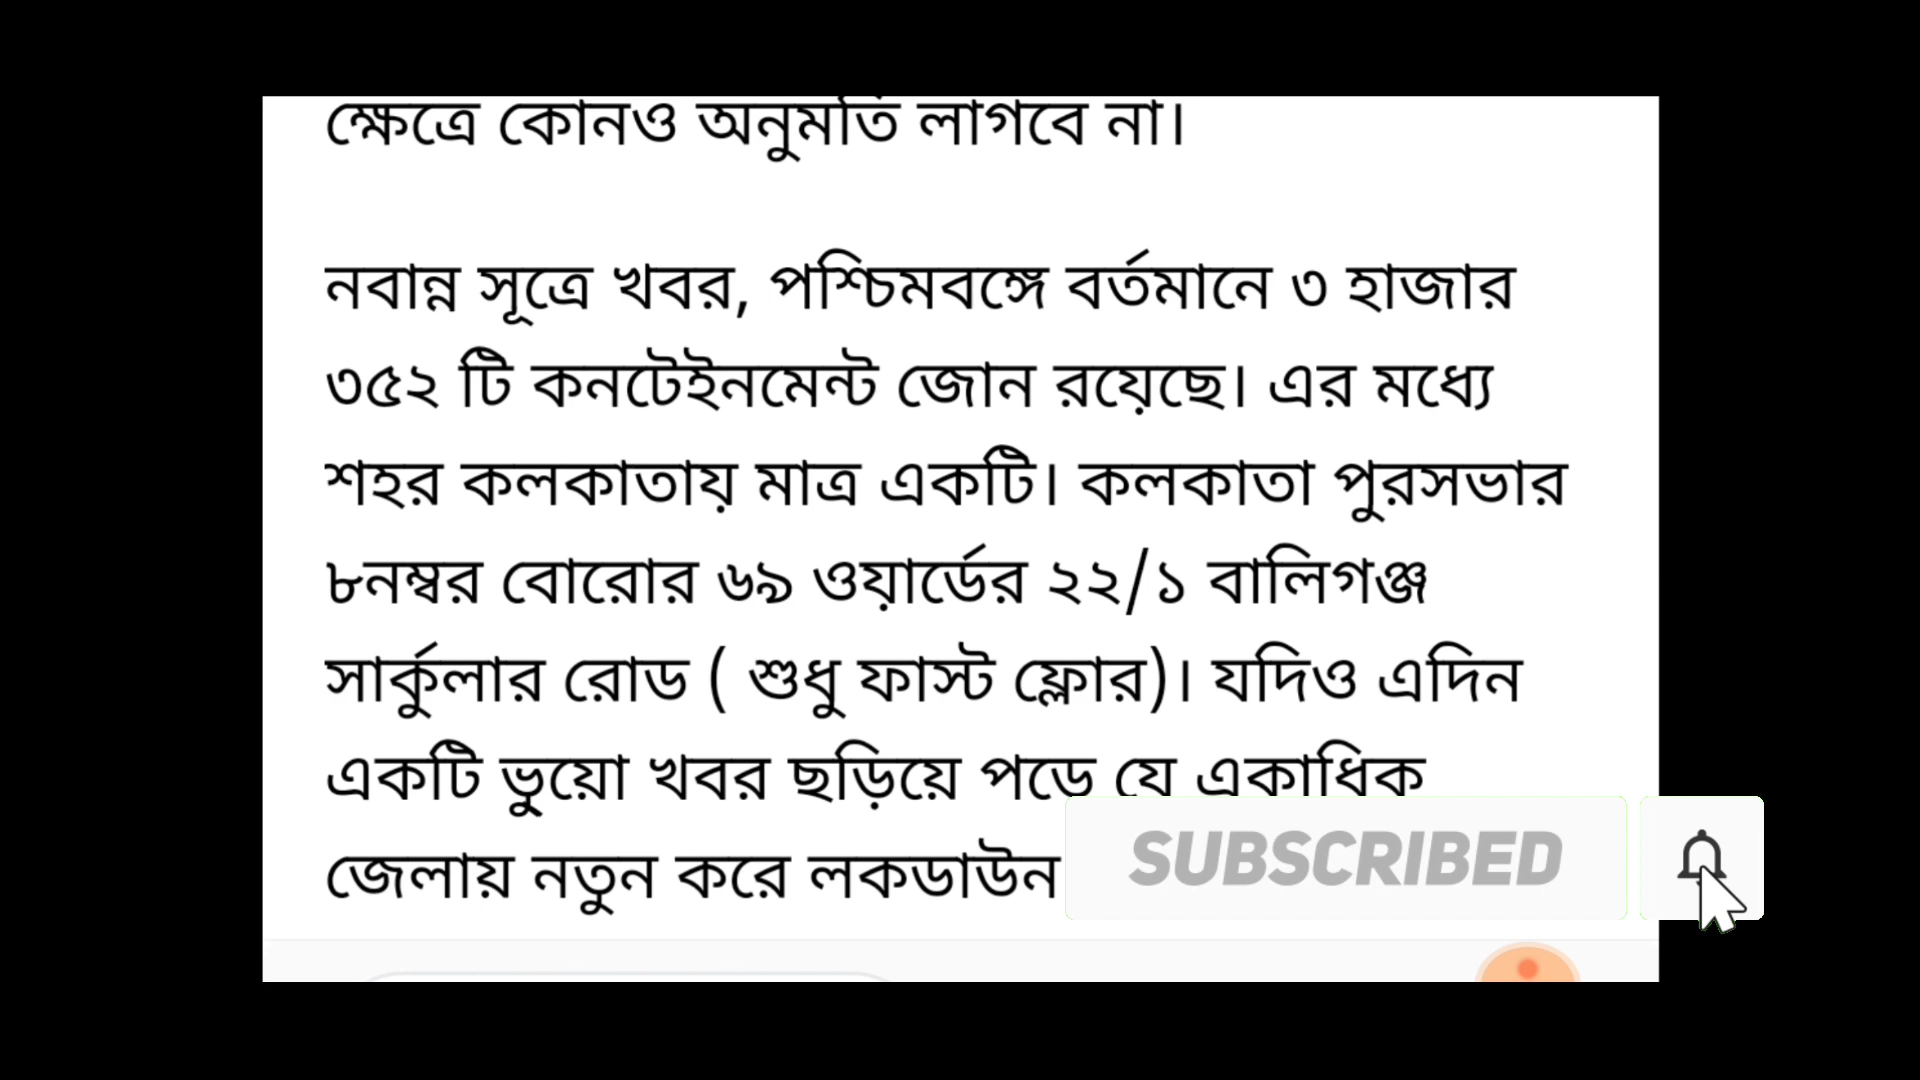 ক্ষেত্রে কোনও অনুমতি লাগবে না।
নবান্ন সূত্রে খবর, পশ্চিমবঙ্গে বর্তমানে ৩ হাজার
৩৫২ টি কনটেইনমেন্ট জোন রয়েছে। এর মধ্যে
শহর কলকাতায় মাত্র একটি। কলকাতা পুরসভার
৮নম্বর বোরোর ৬৯ ওয়ার্ডের ২২/১ বালিগঞ্জ
সার্কুলার রোড ( শুধু ফাস্ট ফ্লোর)। যদিও এদিন
একটি ভুয়ো খবর ছড়িয়ে পড়ে যে একাধিক
জেলায় নতুন করে লকডাউন
SUBSCRIBED